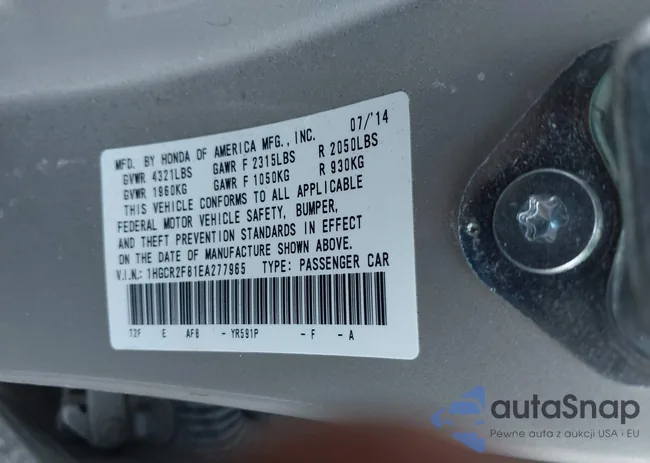 MFD. BY HONDA OF AMERICA MFG., INC. 07/'14
GVWR 4321LBS GAWR F 2315LBS R 2050LBS
GVWR 1960KG GAWR F 1050KG R 930KG
THIS VEHICLE CONFORMS TO ALL APPLICABLE
FEDERAL MOTOR VEHICLE SAFETY, BUMPER,
AND THEFT PREVENTION STANDARDS IN EFFECT
ON THE DATE OF MANUFACTURE SHOWN ABOVE.
V.I.N.: 1HGCR2F81EA277965 TYPE: PASSENGER CAR
T2F E AF8 - YR591P - F - A
autaSnap
Pewne auta z aukcji USA i EU